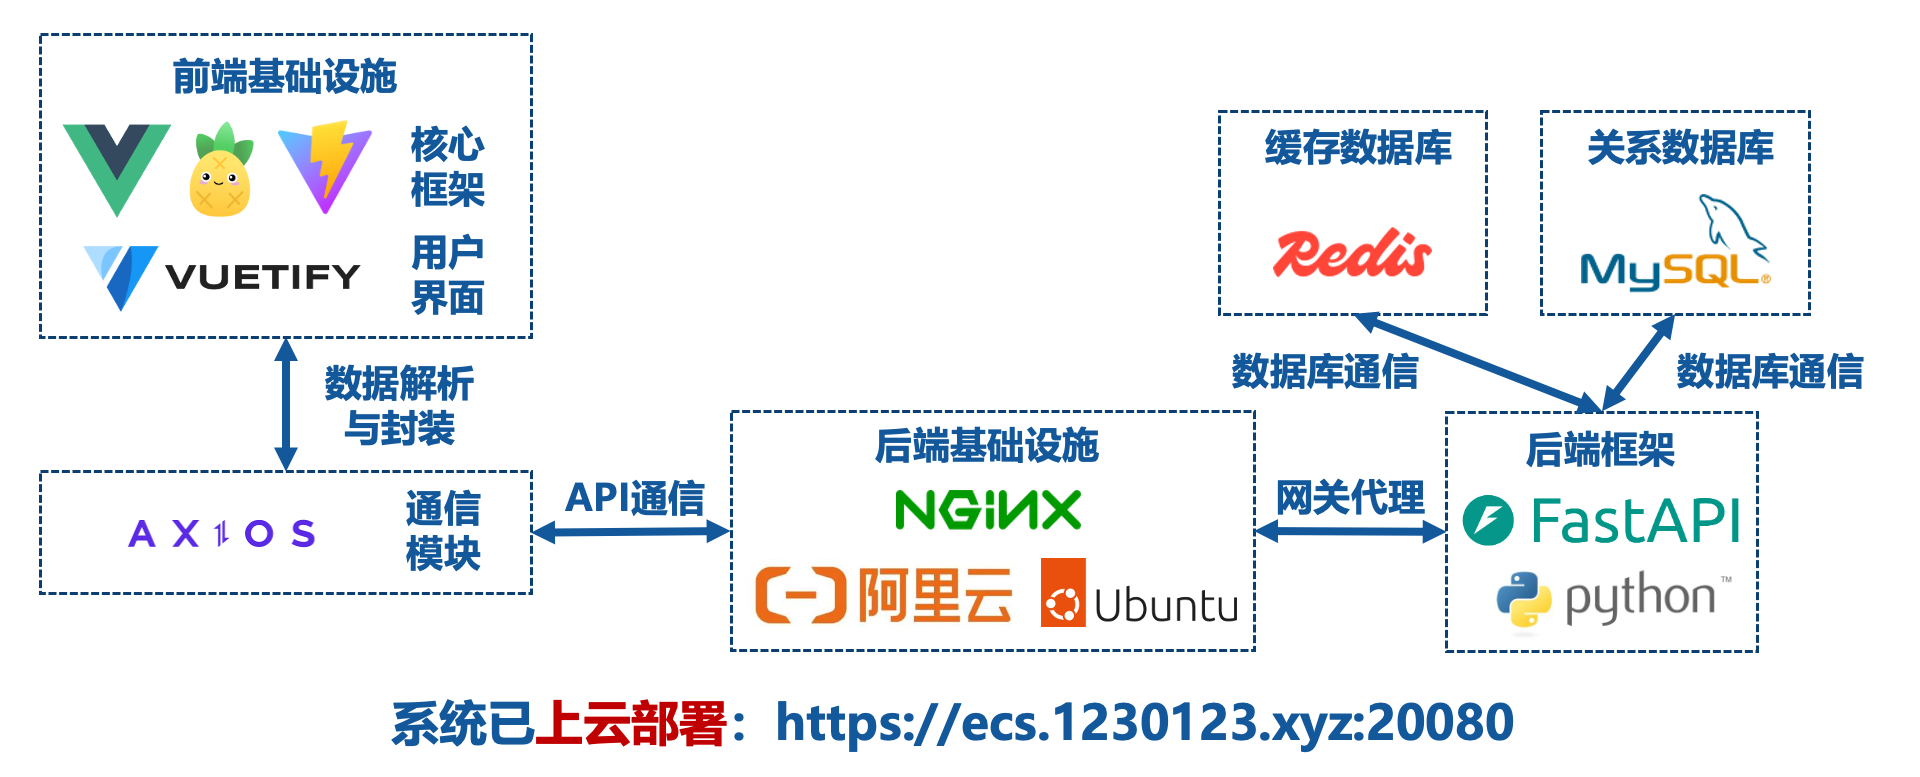 前端基础设施
核心
框架
VUETIFY
用户
界面
数据解析
与封装
AXIOS
通信
模块
API通信
后端基础设施
NGINX
阿里云
Ubuntu
网关代理
缓存数据库
Redis
关系数据库
MySQL®
数据库通信
数据库通信
后端框架
FastAPI
python™
系统已上云部署：https://ecs.1230123.xyz:20080